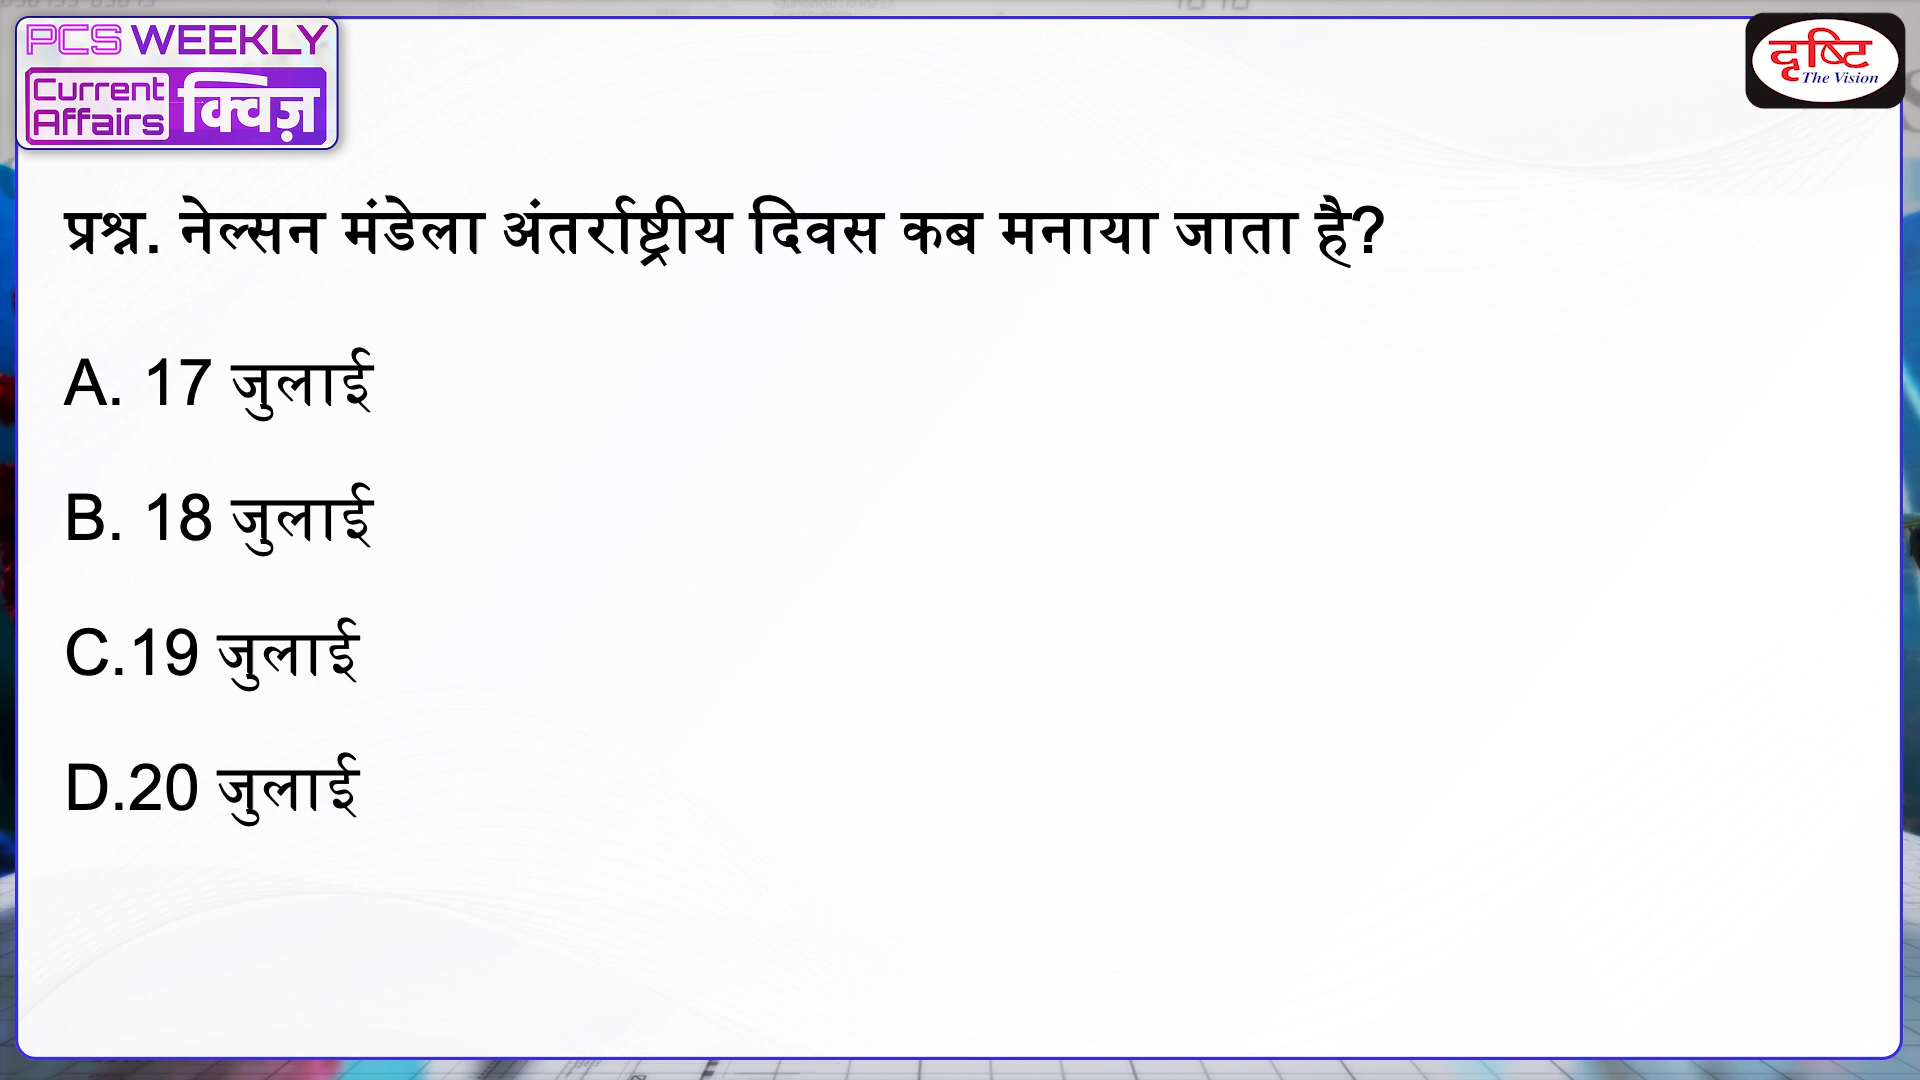 PCS WEEKLY
Current Affairs क्विज़
दृष्टि
The Vision
प्रश्न. नेल्सन मंडेला अंतर्राष्ट्रीय दिवस कब मनाया जाता है?
A. 17 जुलाई
B. 18 जुलाई
C.19 जुलाई
D.20 जुलाई